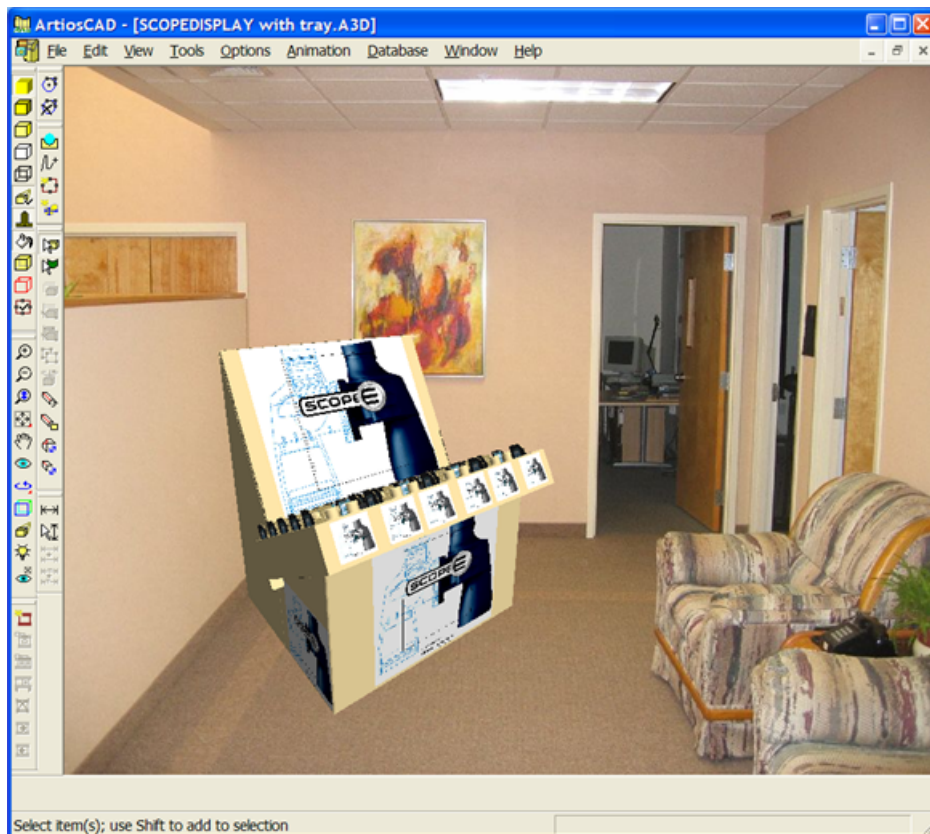 ArtiosCAD - [SCOPEDISPLAY with tray.A3D]
File Edit View Tools Options Animation Database Window Help
SCOPE
SCOPE
Select item(s); use Shift to add to selection